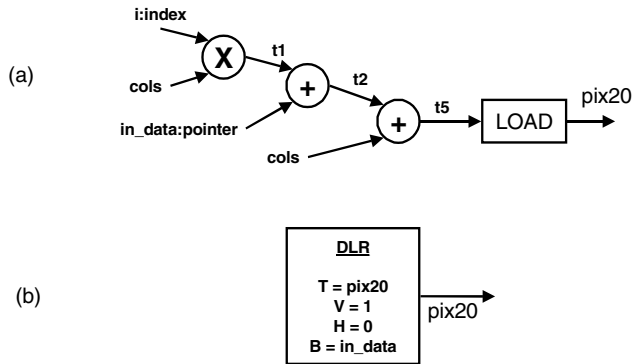 (a)
i:index
cols
X
t1
in_data:pointer
+
t2
cols
+
t5
LOAD
pix20
(b)
DLR
T = pix20
V = 1
H = 0
B = in_data
pix20